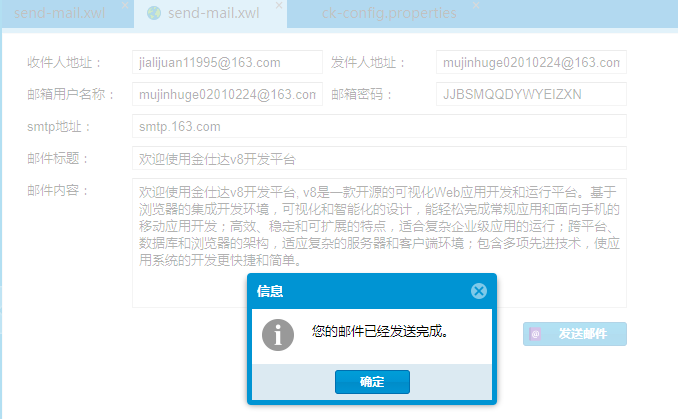 send-mail.xwl
send-mail.xwl
ck-config.properties
收件人地址： jialijuan11995@163.com 发件人地址： mujinhuge02010224@163.com
邮箱用户名称： mujinhuge02010224@163.com 邮箱密码： JJBSMQQDYWYEIZXN
smtp地址： smtp.163.com
邮件标题： 欢迎使用金仕达v8开发平台
邮件内容： 欢迎使用金仕达v8开发平台, v8是一款开源的可视化Web应用开发和运行平台。基于
浏览器的集成开发环境，可视化和智能化的设计，能轻松完成常规应用和面向手机的
移动应用开发；高效、稳定和可扩展的特点，适合复杂企业级应用的运行；跨平台、
数据库和浏览器的架构，适应复杂的服务器和客户端环境；包含多项先进技术，使应
用系统的开发更快捷和简单。
信息
您的邮件已经发送完成。
发送邮件
确定